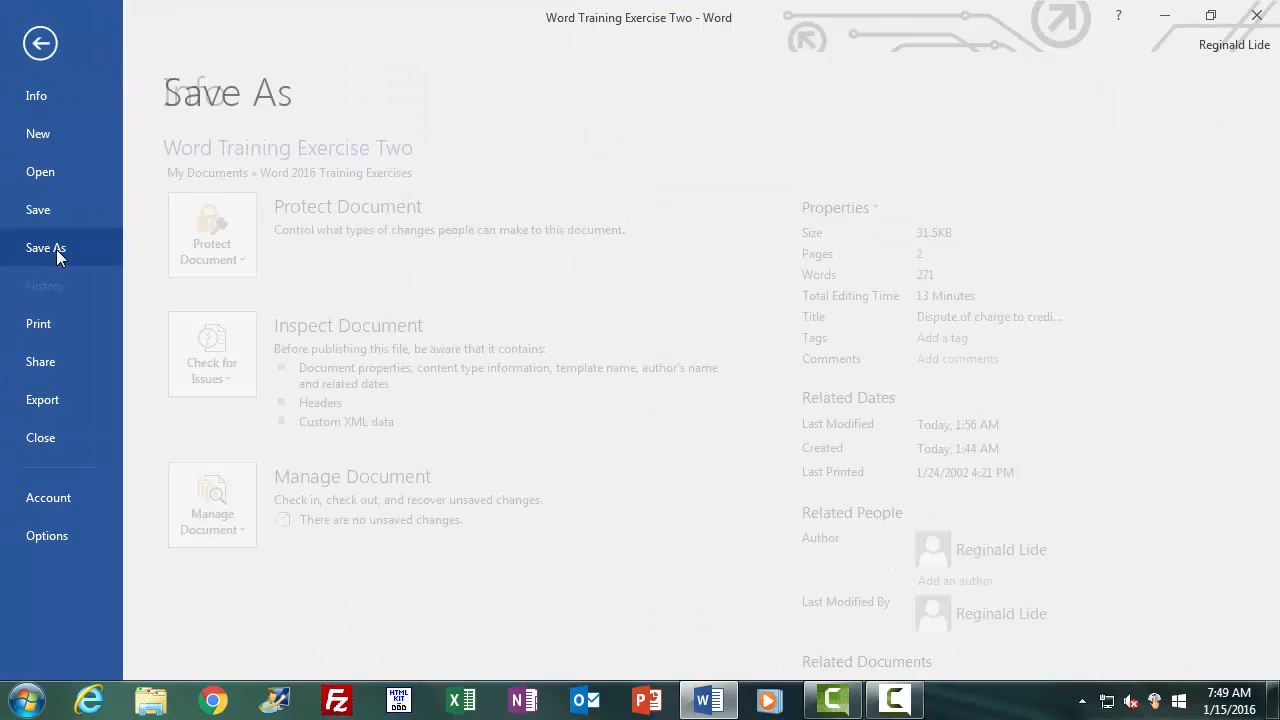 Word Training Exercise Two - Word
?
Reginald Lide
Info
New
Open
Save
Save As
History
Print
Share
Export
Close
Account
Options
Info
Save As
Word Training Exercise Two
My Documents » Word 2016 Training Exercises
Protect
Document
Protect Document
Control what types of changes people can make to this document.
Check for
Issues
Inspect Document
Before publishing this file, be aware that it contains:
Document properties, content type information, template name, author's name
and related dates
Headers
Custom XML data
Manage
Document
Manage Document
Check in, check out, and recover unsaved changes.
There are no unsaved changes.
Properties
Size 31.5KB
Pages 2
Words 271
Total Editing Time 13 Minutes
Title Dispute of charge to credi...
Tags Add a tag
Comments Add comments
Related Dates
Last Modified Today, 1:56 AM
Created Today, 1:44 AM
Last Printed 1/24/2002 4:21 PM
Related People
Author Reginald Lide
Add an author
Last Modified By Reginald Lide
Related Documents
Fz
HTML
KIT
7:49 AM
1/15/2016